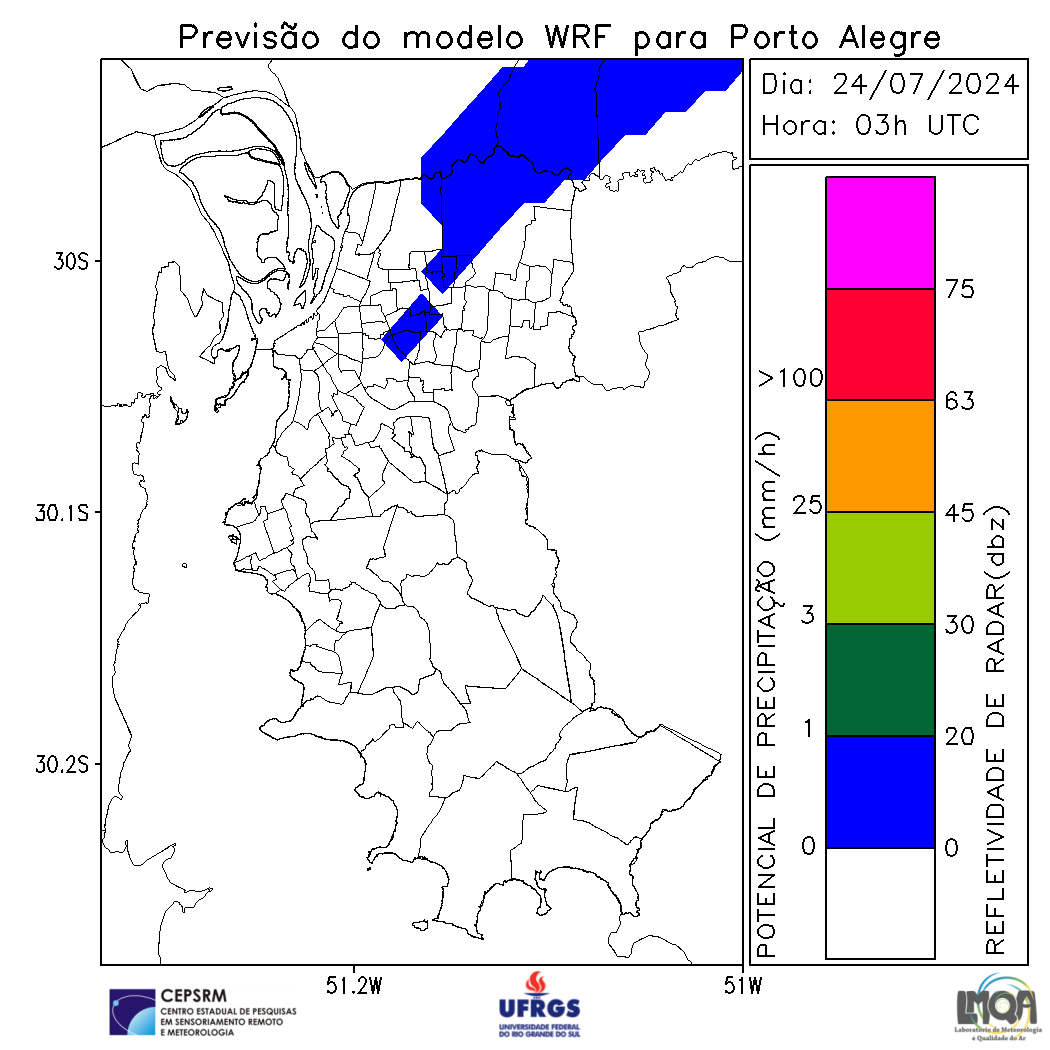 Previsão do modelo WRF para Porto Alegre
Dia: 24/07/2024
Hora: 03h UTC
30S
30.1S
30.2S
51.2W
51W
POTENCIAL DE PRECIPITAÇÃO (mm/h)
>100
25
3
1
0
75
63
45
30
20
0
REFLETIVIDADE DE RADAR(dbz)
CEPSRM
CENTRO ESTADUAL DE PESQUISAS
EM SENSORIAMENTO REMOTO
E METEOROLOGIA
UFRGS
UNIVERSIDADE FEDERAL
DO RIO GRANDE DO SUL
LMQA
Laboratório de Meteorologia
e Qualidade do Ar